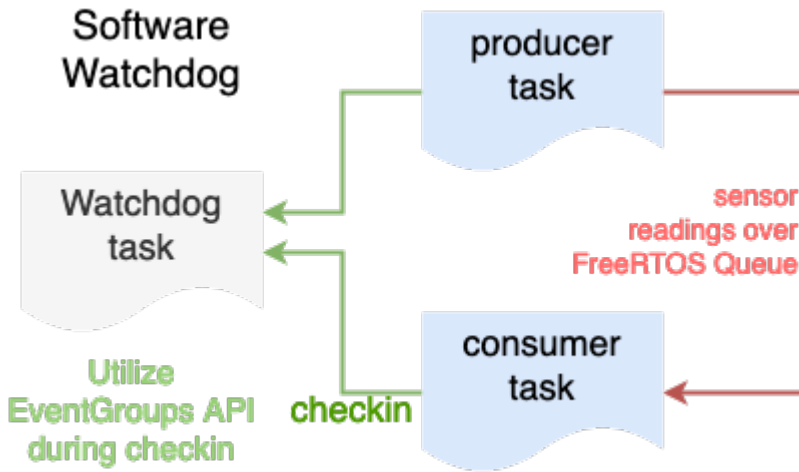 Software
Watchdog
producer
task
Watchdog
task
sensor
readings over
FreeRTOS Queue
consumer
task
Utilize
EventGroups API
during checkin
checkin